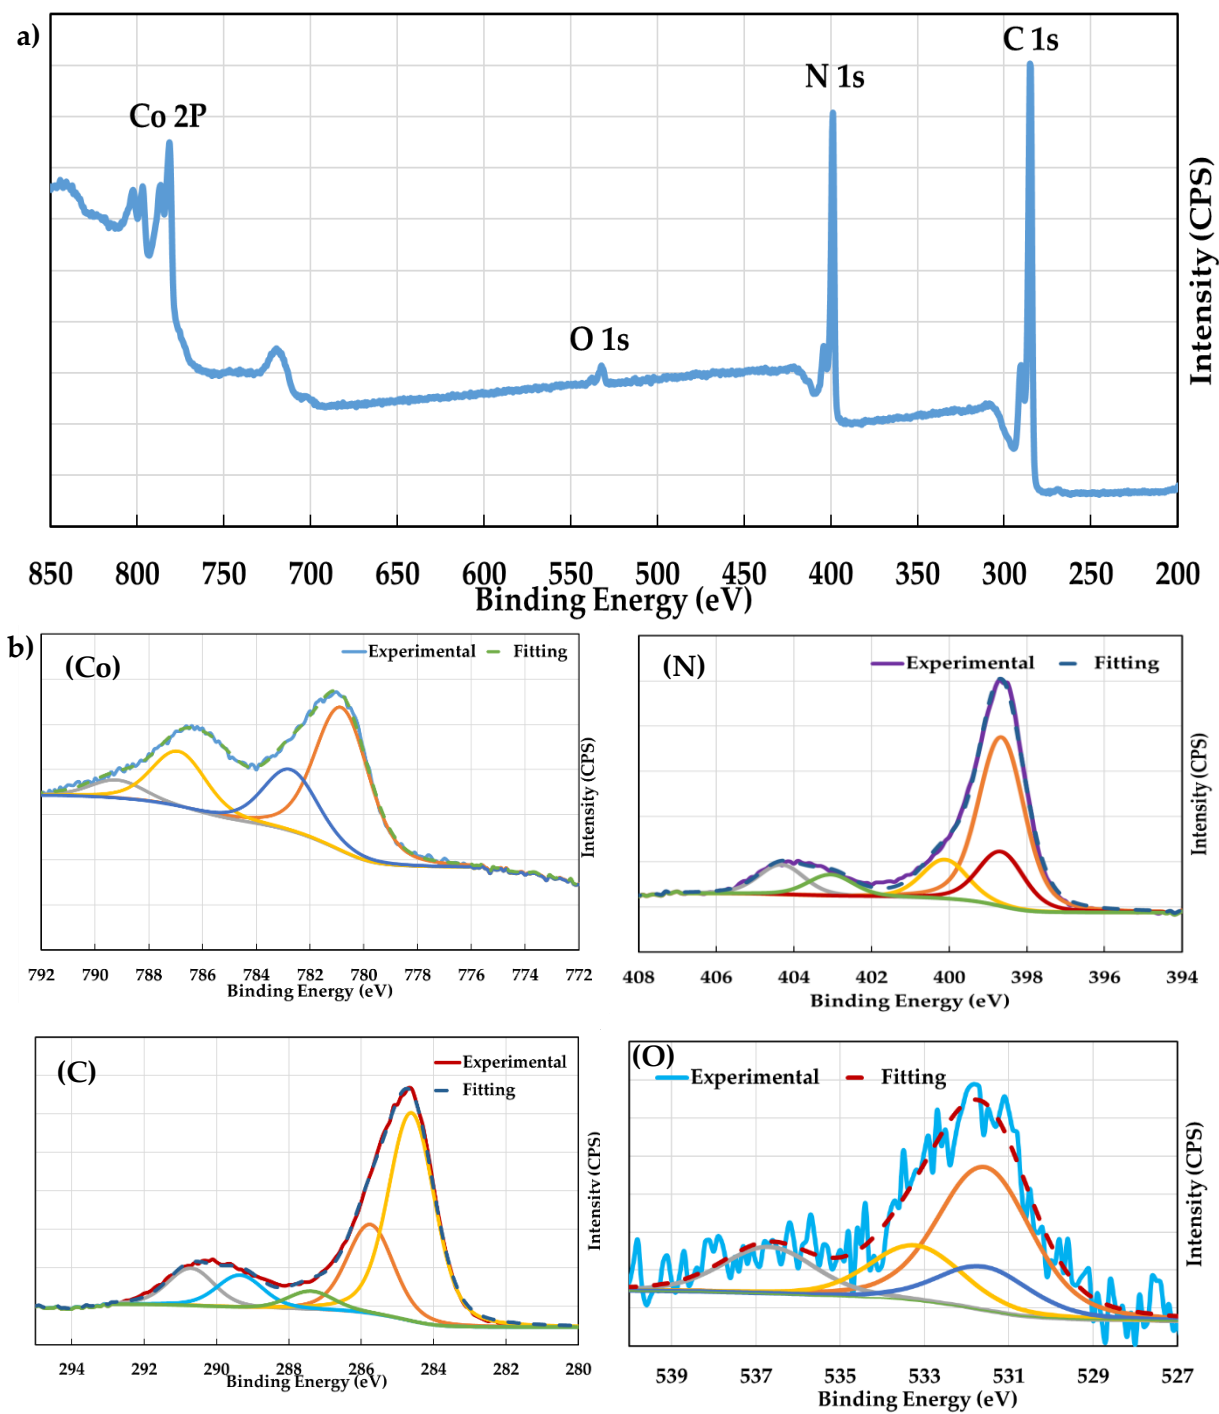 a)
Co 2P
O 1s
N 1s
C 1s
Intensity (CPS)
850 800 750 700 650 600 550 500 450 400 350 300 250 200
Binding Energy (eV)
b)
(Co)
Experimental Fitting
Intensity (CPS)
792 790 788 786 784 782 780 778 776 774 772
Binding Energy (eV)
(N)
Experimental Fitting
Intensity (CPS)
408 406 404 402 400 398 396 394
Binding Energy (eV)
(C)
Experimental
Fitting
Intensity (CPS)
294 292 290 288 286 284 282 280
Binding Energy (eV)
(O)
Experimental Fitting
Intensity (CPS)
539 537 535 533 531 529 527
Binding Energy (eV)